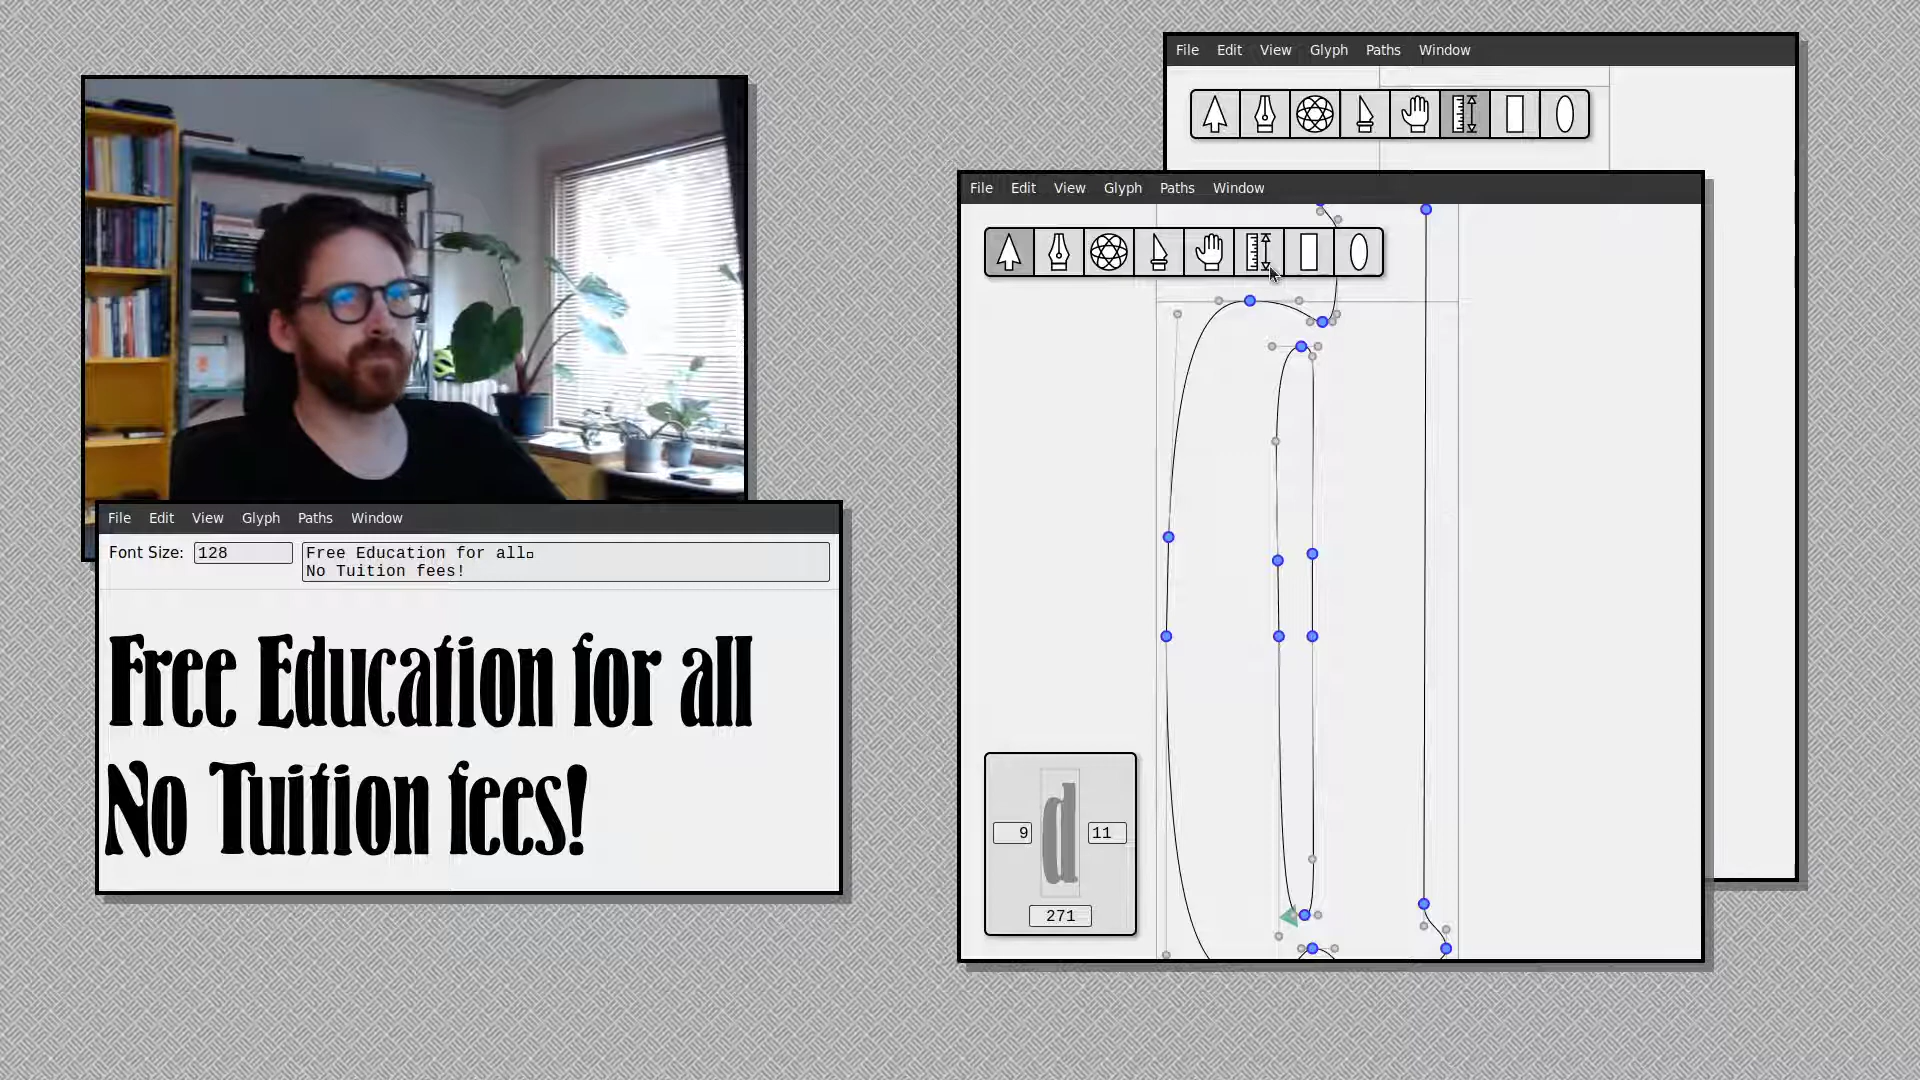 File Edit View Glyph Paths Window
File Edit View Glyph Paths Window
9 11
271
File Edit View Glyph Paths Window
Font Size: 128
Free Education for all▯
No Tuition fees!
Free Education for all
No Tuition fees!